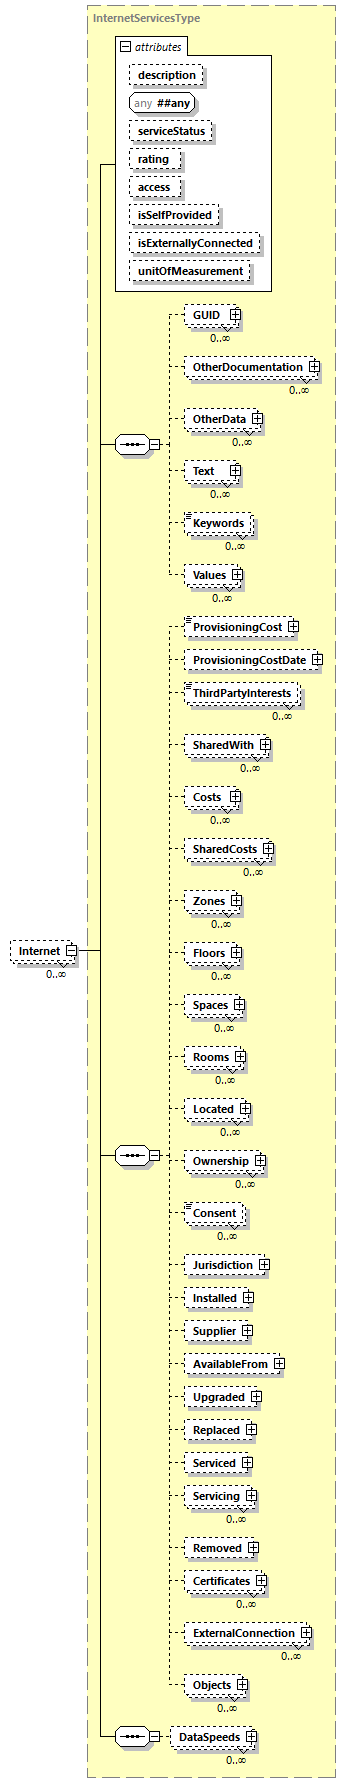 InternetServicesType
attributes
description
any ##any
serviceStatus
rating
access
isSelfProvided
isExternallyConnected
unitOfMeasurement
GUID
0..∞
OtherDocumentation
0..∞
OtherData
0..∞
Text
0..∞
Keywords
0..∞
Values
0..∞
ProvisioningCost
ProvisioningCostDate
ThirdPartyInterests
0..∞
SharedWith
0..∞
Costs
0..∞
SharedCosts
0..∞
Zones
0..∞
Internet
0..∞
Floors
0..∞
Spaces
0..∞
Rooms
0..∞
Located
0..∞
Ownership
0..∞
Consent
0..∞
Jurisdiction
Installed
Supplier
AvailableFrom
Upgraded
Replaced
Serviced
Servicing
0..∞
Removed
Certificates
0..∞
ExternalConnection
0..∞
Objects
0..∞
DataSpeeds
0..∞